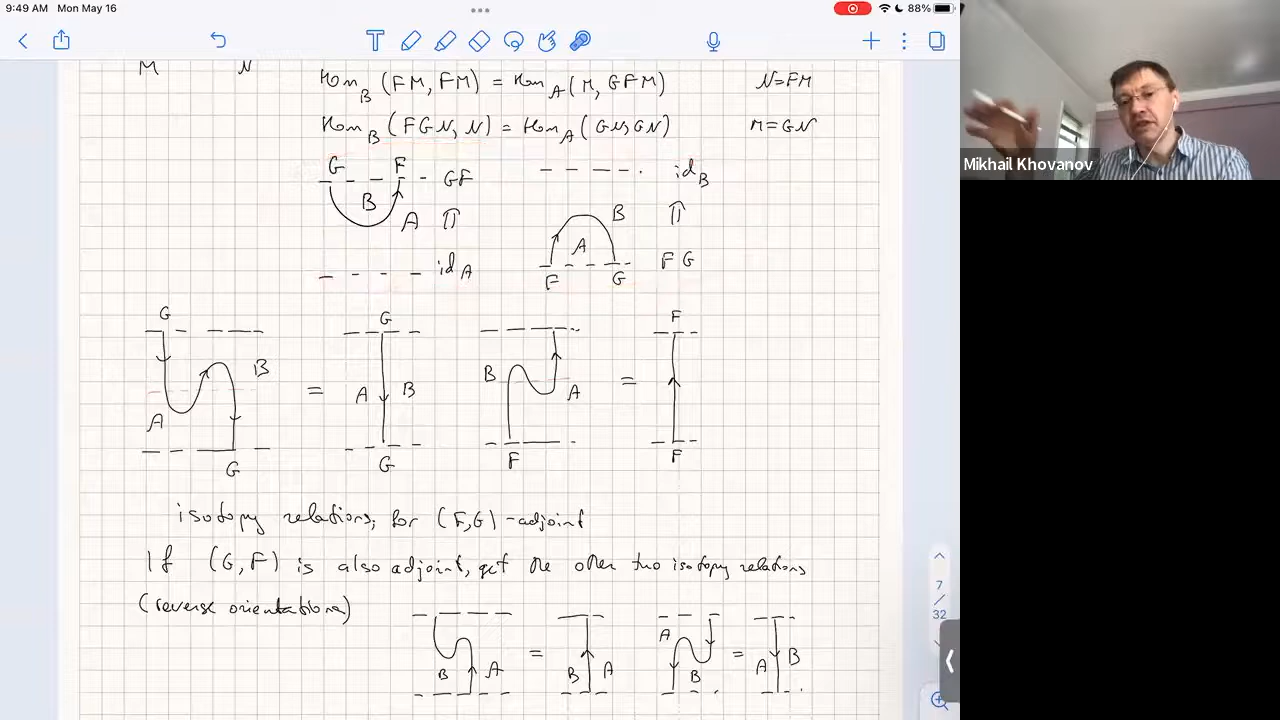 9:49 AM Mon May 16
88%
M N
Hom_B (FM, FM) = Hom_A (M, GFM) N=FM
Hom_B (FGN, N) = Hom_A (GN, GN) M=GN
G F GF id_B
B A B
A F G
id_A F G
G G F
B B
A A B A
=
=
G G F F
isotopy relations, for (F,G)-adjoint
If (G,F) is also adjoint, get the other two isotopy relations
(reverse orientations)
B A = B A A B = A B
7
/
32
Mikhail Khovanov